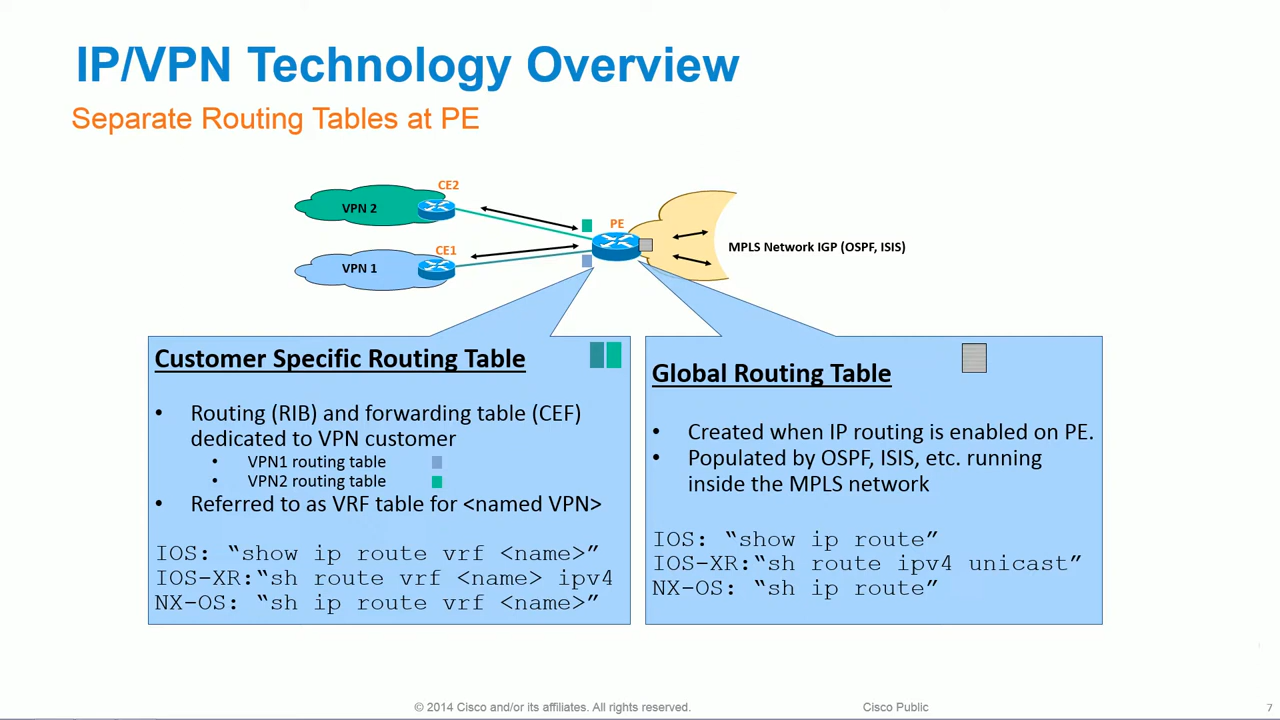 IP/VPN Technology Overview
Separate Routing Tables at PE
CE2
VPN 2
PE
CE1
VPN 1
MPLS Network IGP (OSPF, ISIS)
Customer Specific Routing Table
• Routing (RIB) and forwarding table (CEF)
dedicated to VPN customer
• VPN1 routing table
• VPN2 routing table
• Referred to as VRF table for <named VPN>
IOS: “show ip route vrf <name>”
IOS-XR:“sh route vrf <name> ipv4
NX-OS: “sh ip route vrf <name>”
Global Routing Table
• Created when IP routing is enabled on PE.
• Populated by OSPF, ISIS, etc. running
inside the MPLS network
IOS: “show ip route”
IOS-XR:“sh route ipv4 unicast”
NX-OS: “sh ip route”
© 2014 Cisco and/or its affiliates. All rights reserved.
Cisco Public
7